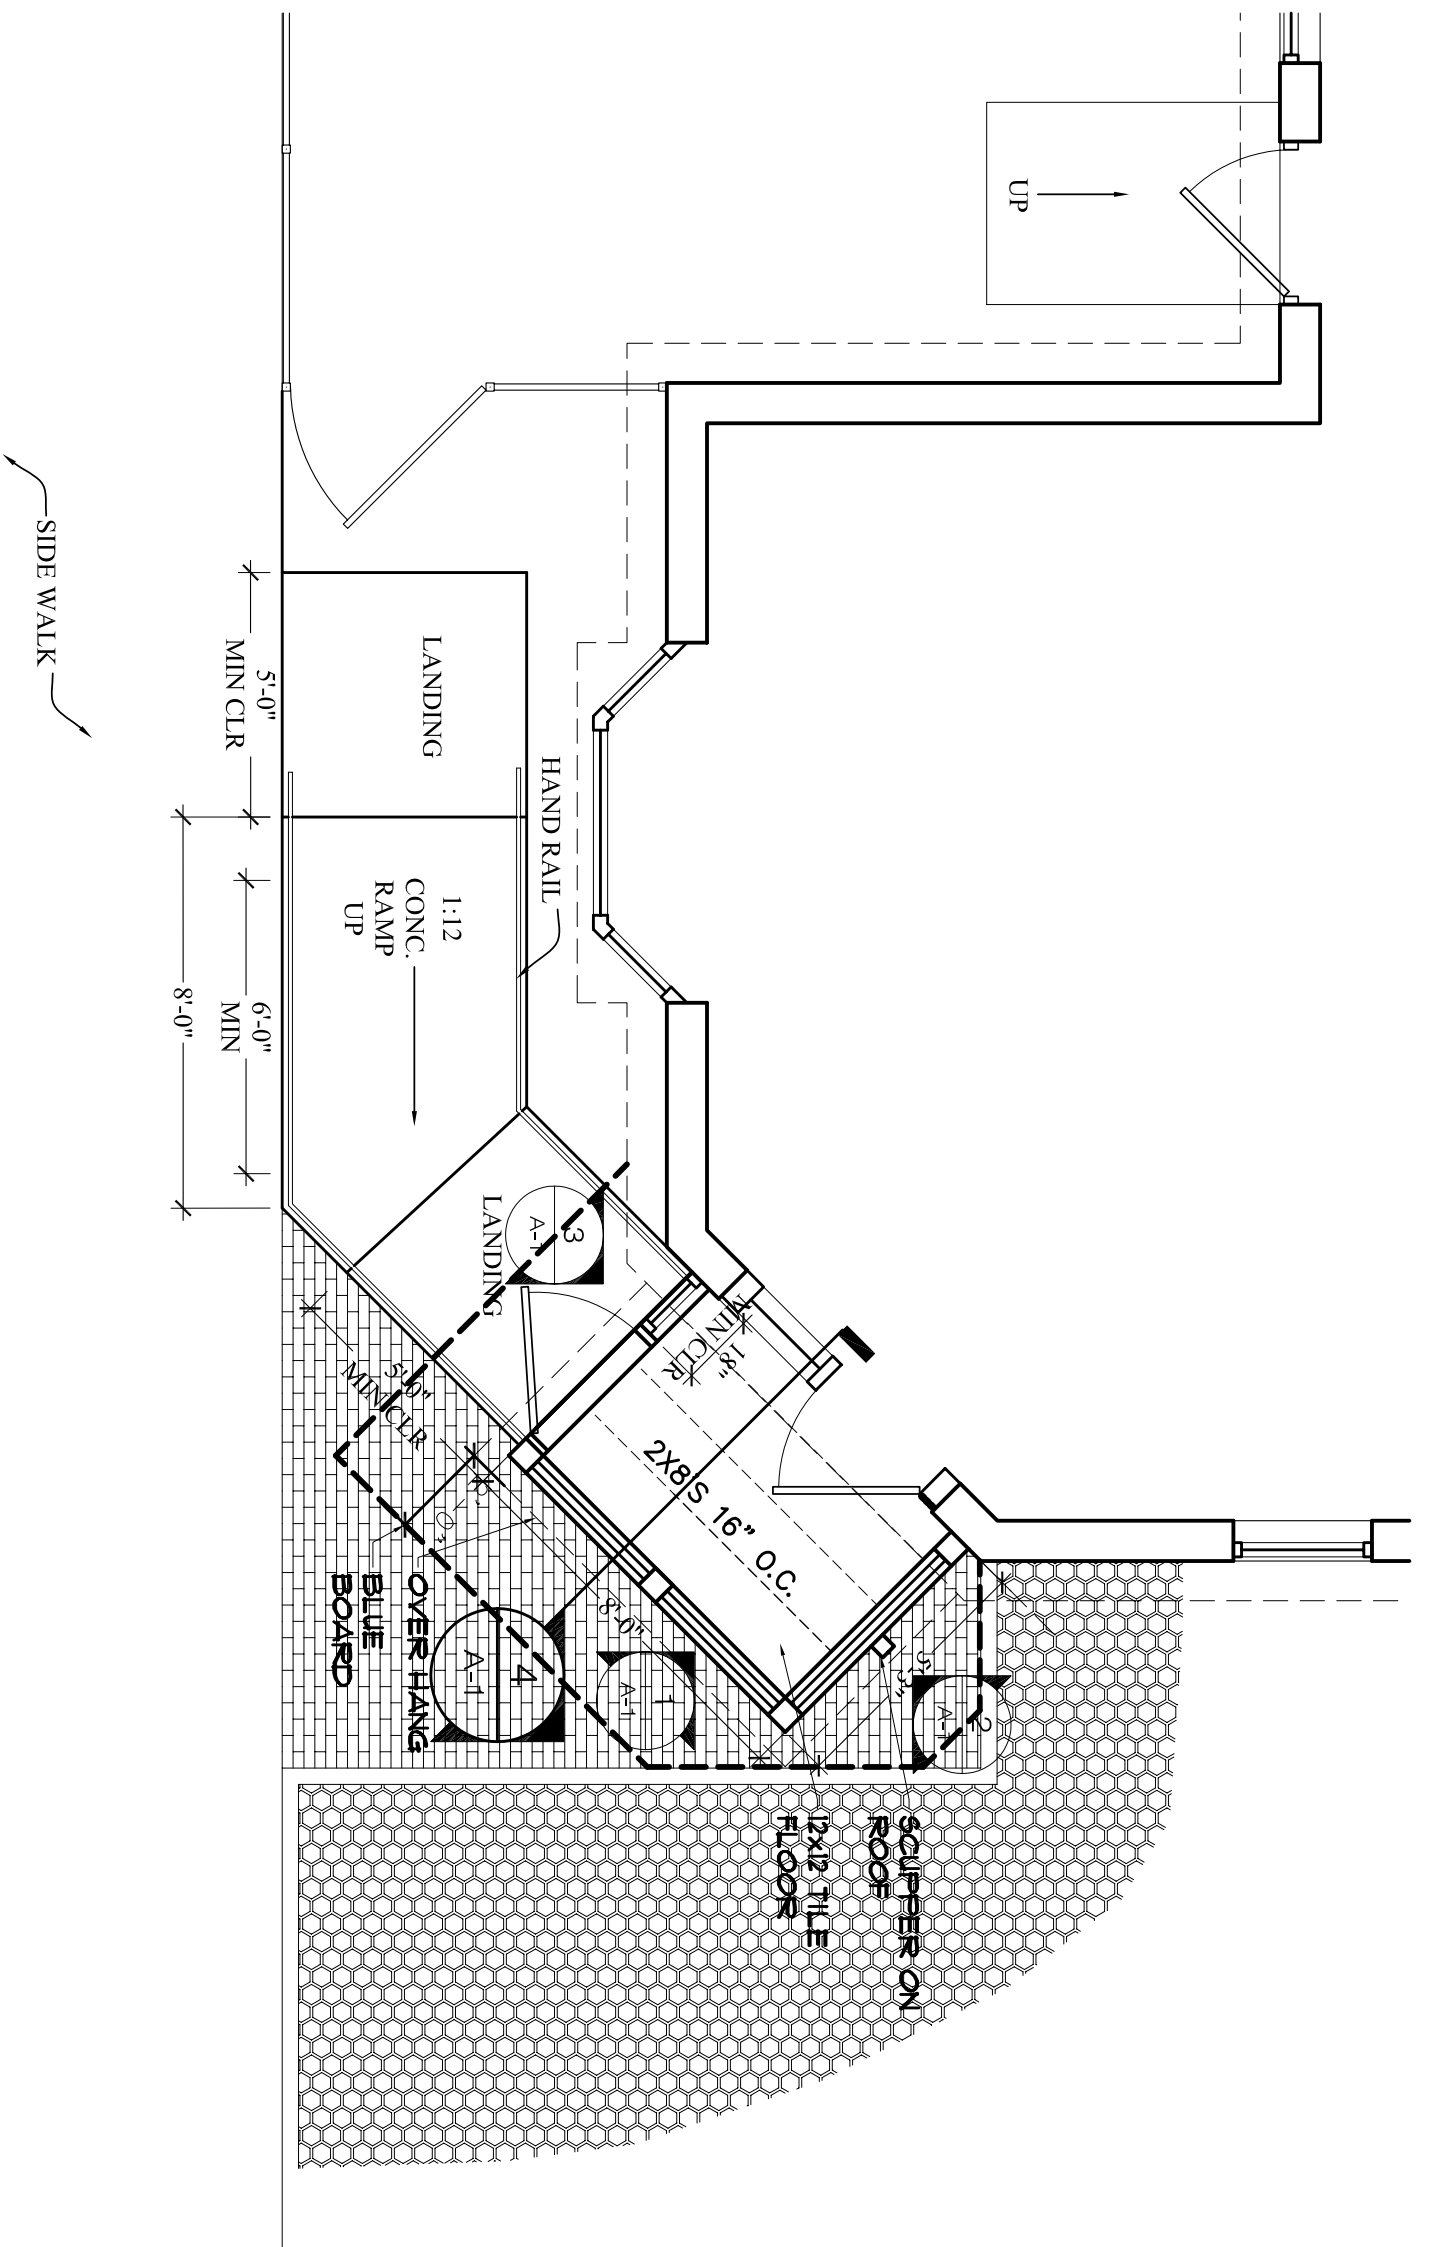 UP
SIDE WALK
LANDING
5'-0"
MIN CLR
HAND RAIL
1:12
CONC.
RAMP
UP
6'-0"
MIN
8'-0"
LANDING
3
A-1
18"
MIN CLR
5'-0"
MIN CLR
2X8'S 16" O.C.
8'-0"
5'-3"
OVER HANG
BLUE
BOARD
4
A-1
1
A-1
2
A-1
SCUPPER ON
ROOF
12x12 TILE
FLOOR